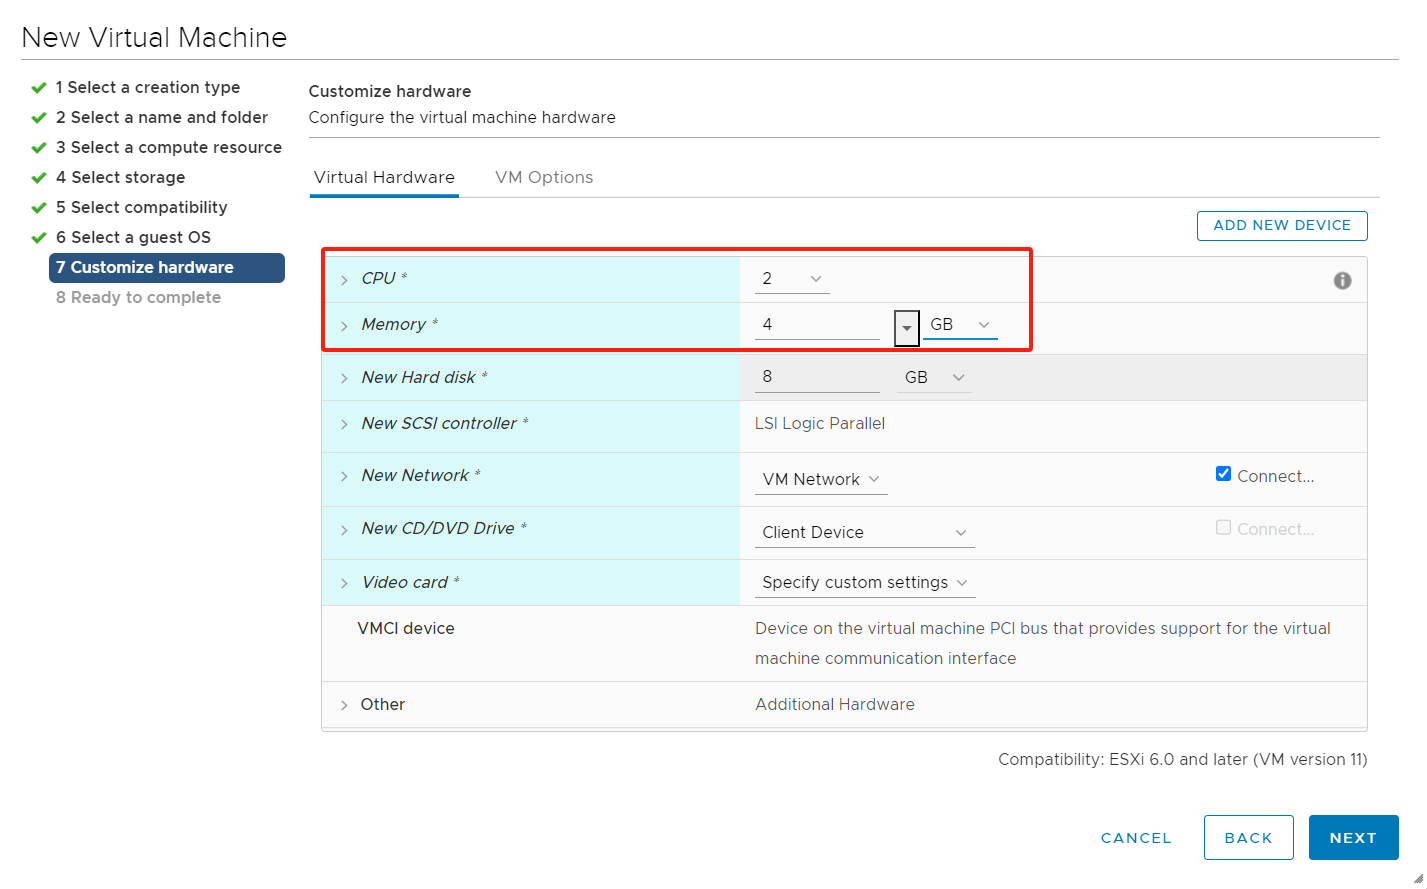 New Virtual Machine
1 Select a creation type
2 Select a name and folder
3 Select a compute resource
4 Select storage
5 Select compatibility
6 Select a guest OS
7 Customize hardware
8 Ready to complete
Customize hardware
Configure the virtual machine hardware
Virtual Hardware VM Options
ADD NEW DEVICE
CPU * 2
Memory * 4 GB
New Hard disk * 8 GB
New SCSI controller * LSI Logic Parallel
New Network * VM Network Connect...
New CD/DVD Drive * Client Device Connect...
Video card * Specify custom settings
VMCI device Device on the virtual machine PCI bus that provides support for the virtual
machine communication interface
Other Additional Hardware
Compatibility: ESXi 6.0 and later (VM version 11)
CANCEL BACK NEXT